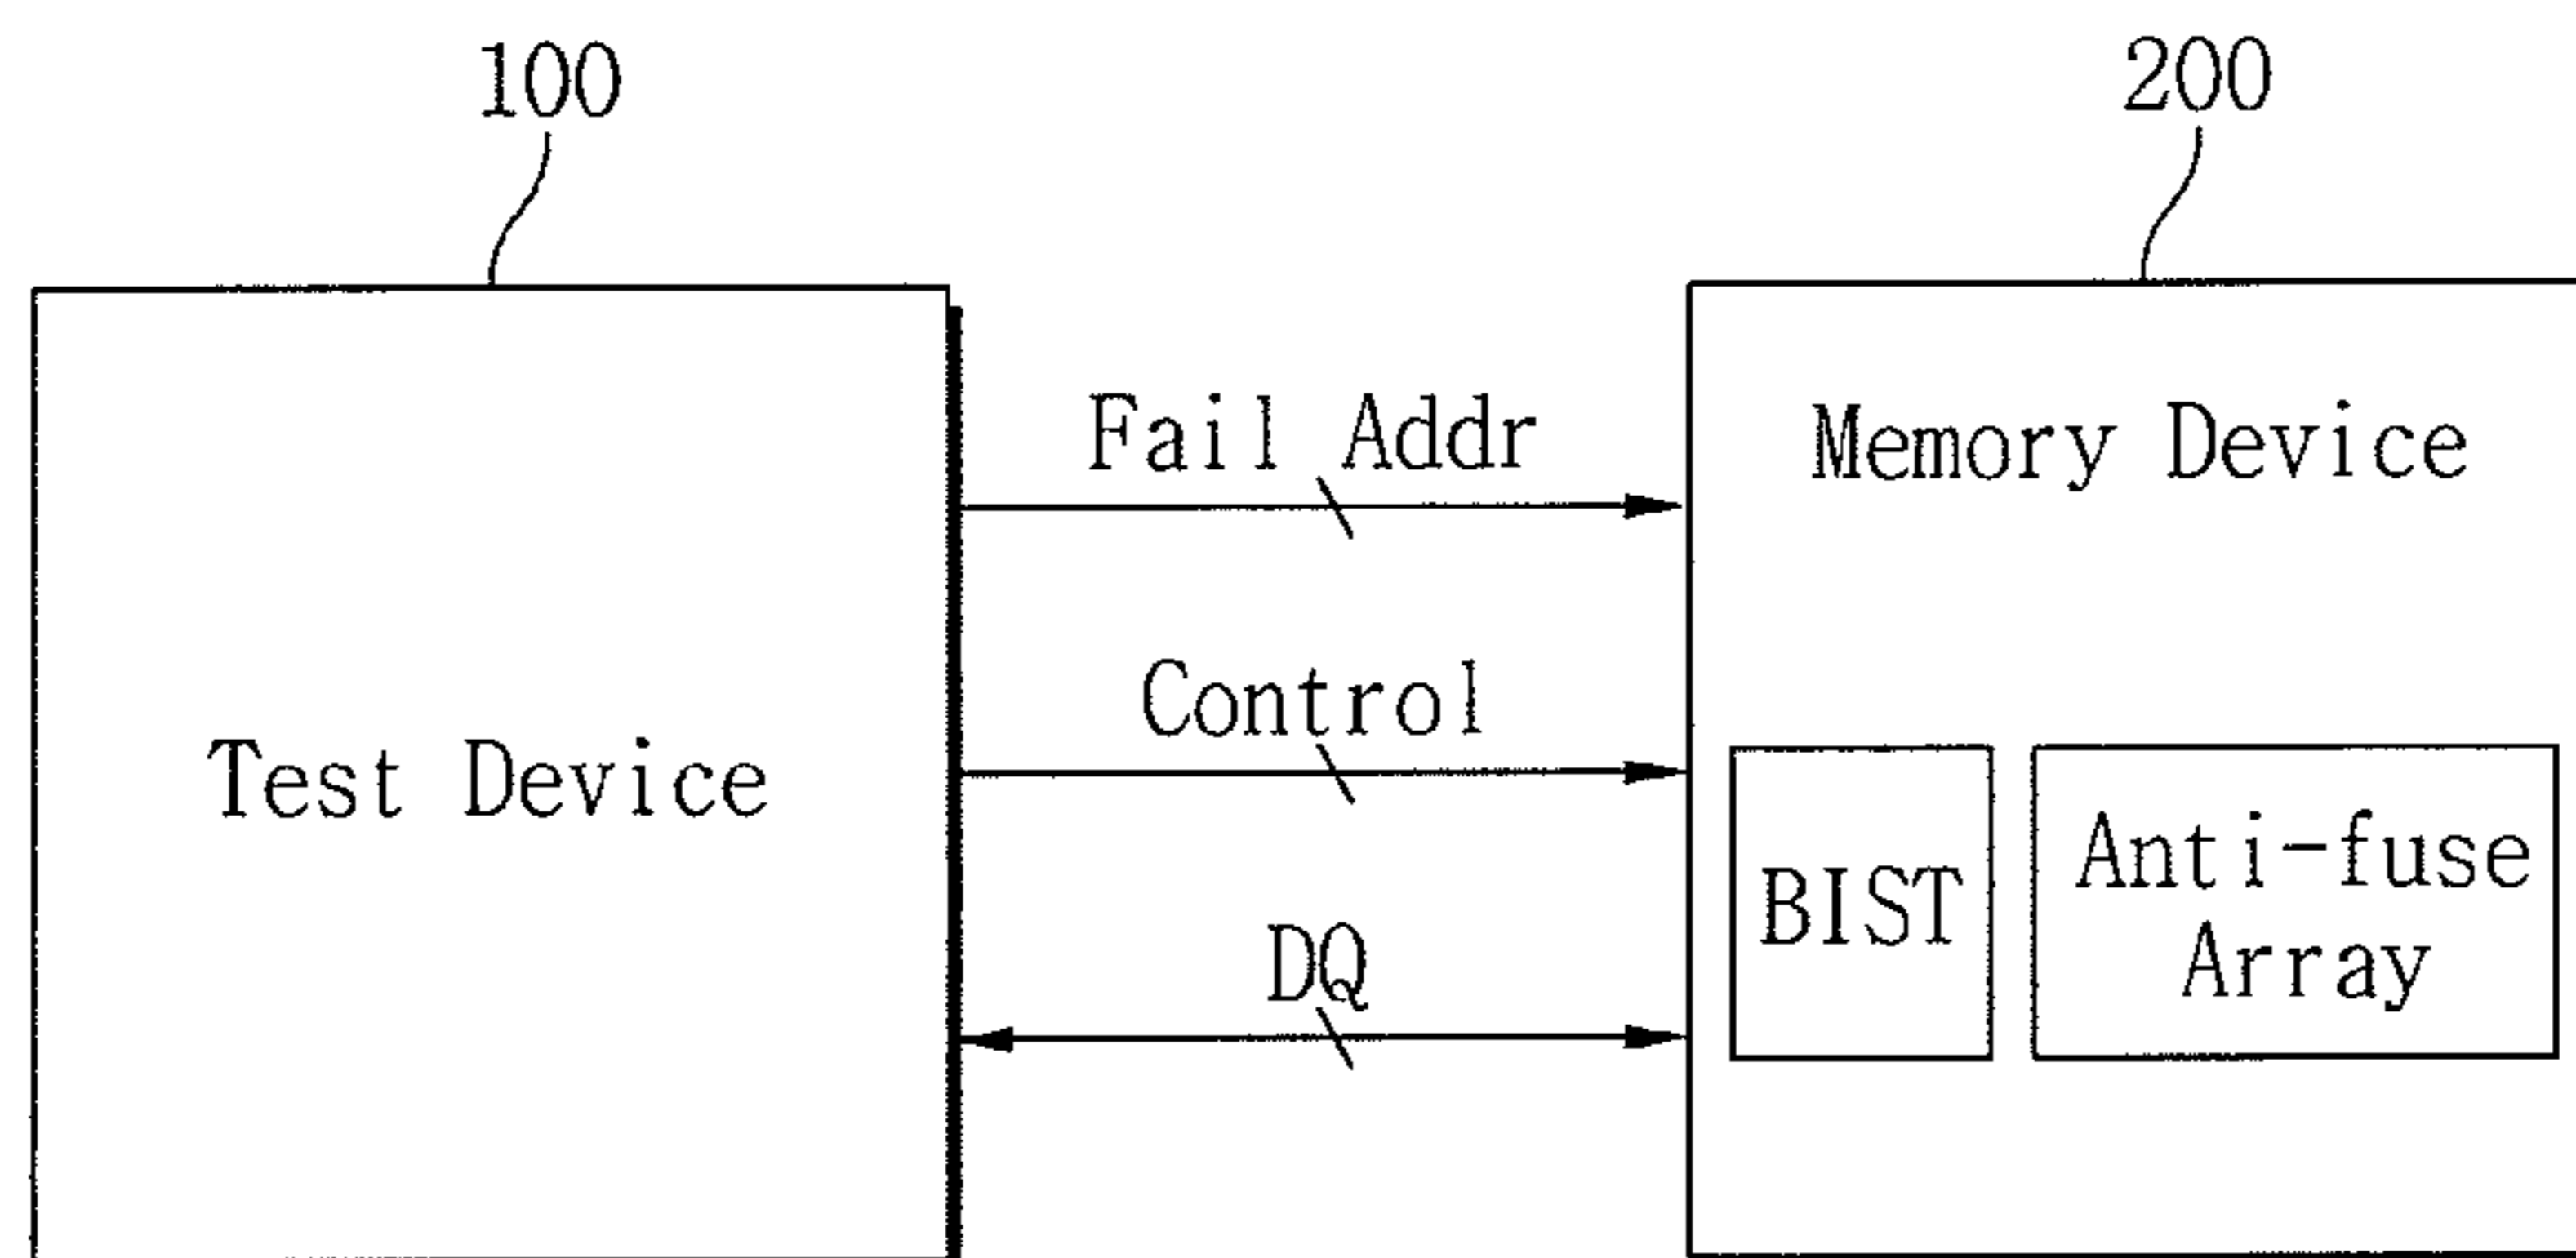 100
200
Test Device
Fail Addr
Control
DQ
Memory Device
BIST
Anti-fuse
Array